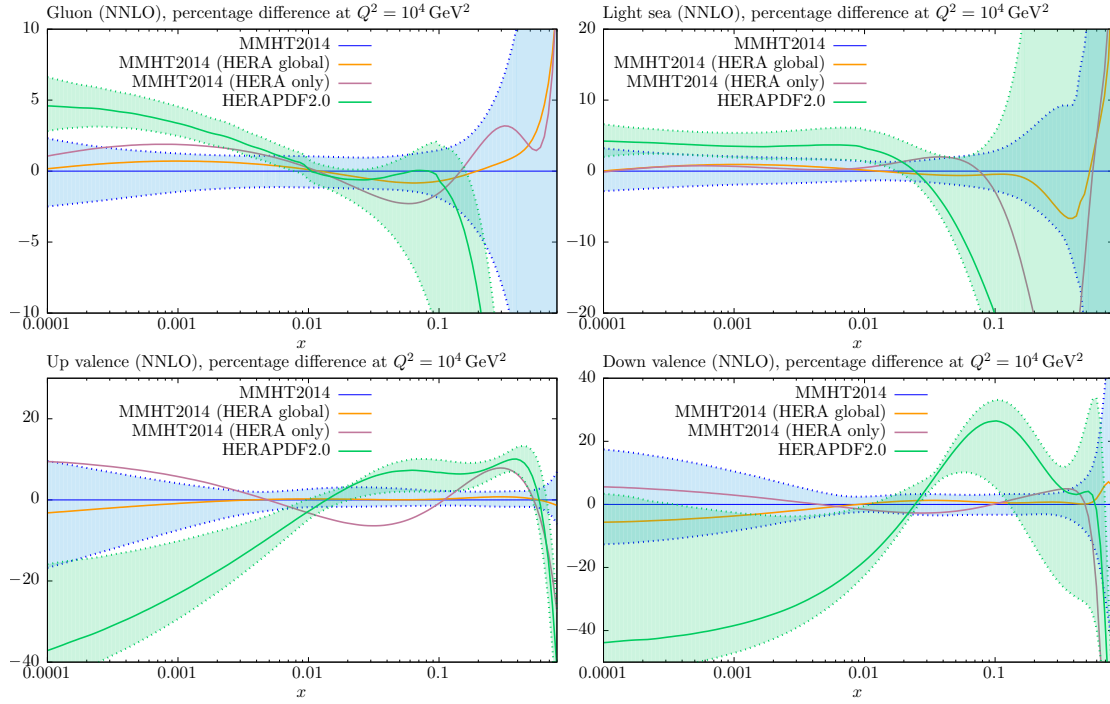 Gluon (NNLO), percentage difference at Q² = 10⁴ GeV²
10
5
0
−5
−10
MMHT2014
MMHT2014 (HERA global)
MMHT2014 (HERA only)
HERAPDF2.0
0.0001
0.001
0.01
0.1
x
Light sea (NNLO), percentage difference at Q² = 10⁴ GeV²
20
10
0
−10
−20
MMHT2014
MMHT2014 (HERA global)
MMHT2014 (HERA only)
HERAPDF2.0
0.0001
0.001
0.01
0.1
x
Up valence (NNLO), percentage difference at Q² = 10⁴ GeV²
20
0
−20
−40
MMHT2014
MMHT2014 (HERA global)
MMHT2014 (HERA only)
HERAPDF2.0
0.0001
0.001
0.01
0.1
x
Down valence (NNLO), percentage difference at Q² = 10⁴ GeV²
40
20
0
−20
−40
MMHT2014
MMHT2014 (HERA global)
MMHT2014 (HERA only)
HERAPDF2.0
0.0001
0.001
0.01
0.1
x